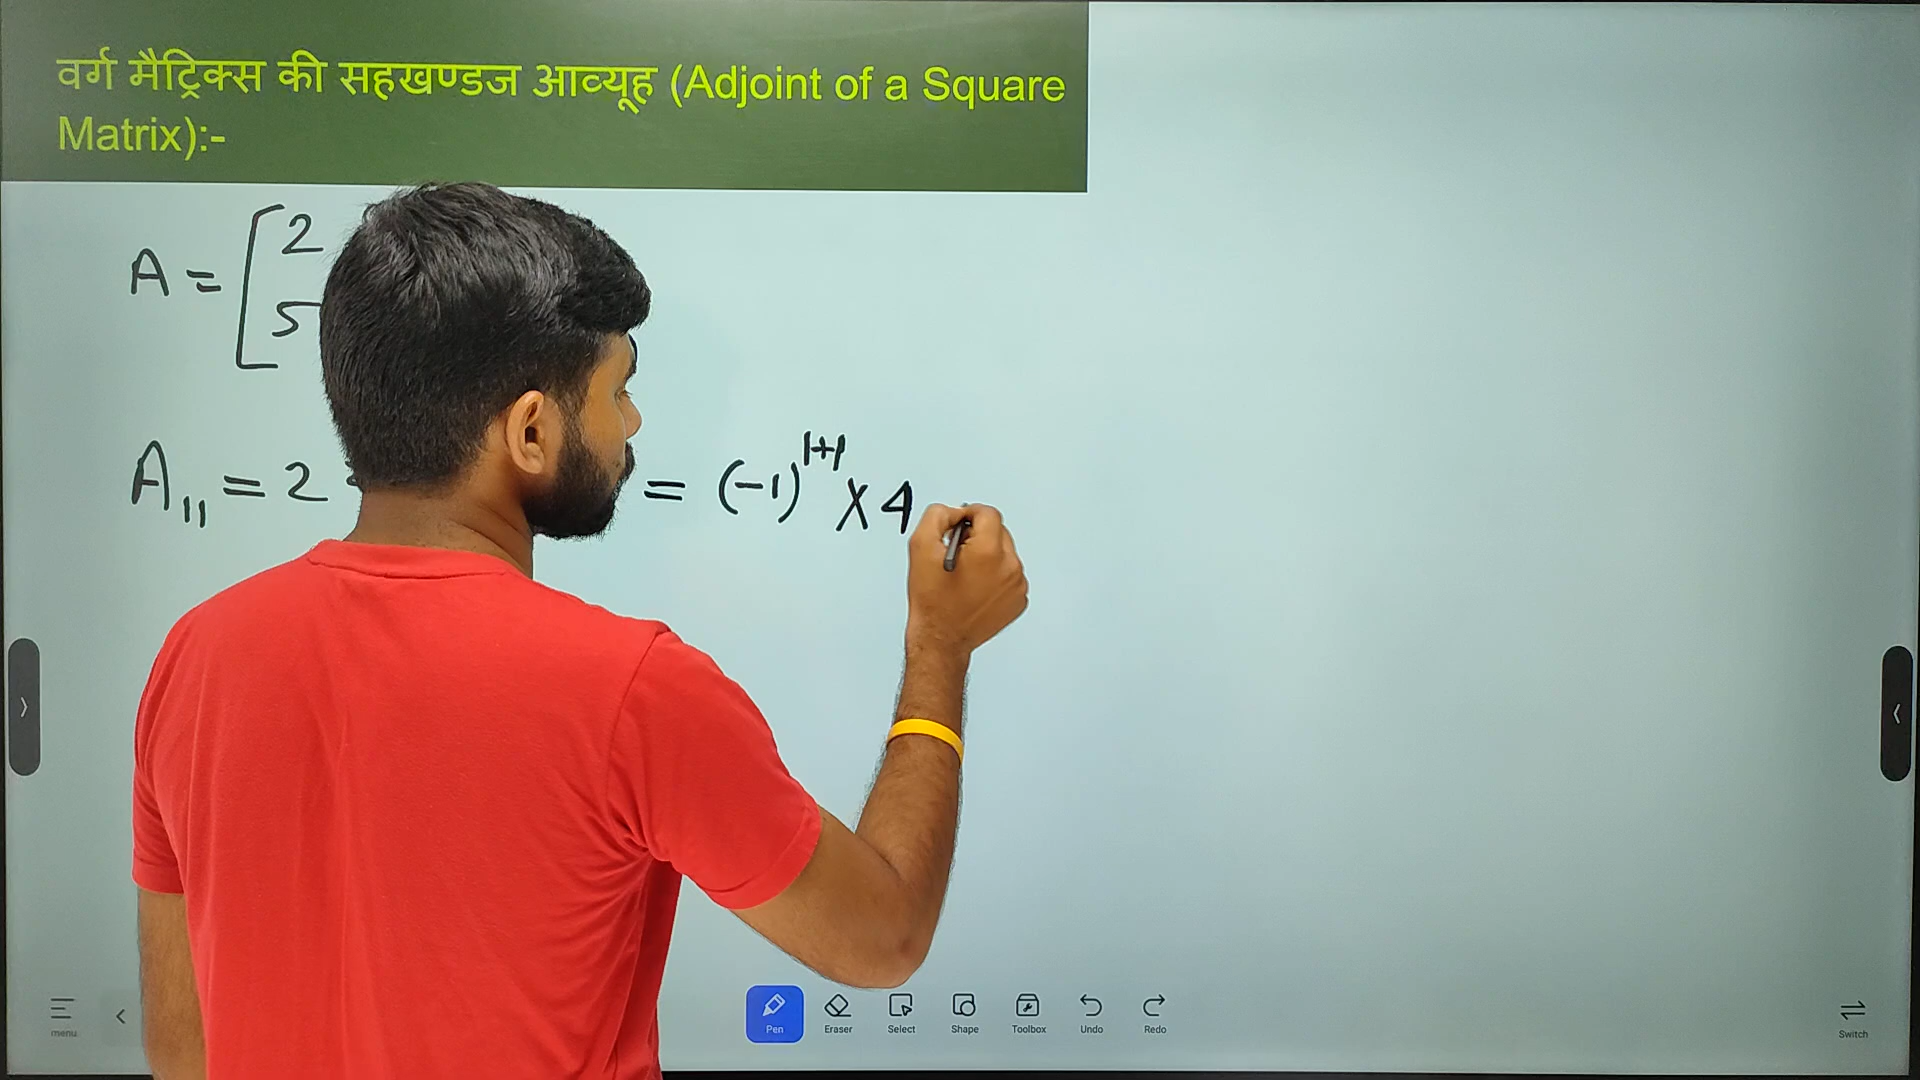 वर्ग मैट्रिक्स की सहखण्डज आव्यूह (Adjoint of a Square
Matrix):-
A = [2
5
A₁₁ = 2 = (-1)¹⁺¹ × 4
menu
Pen Eraser Select Shape Toolbox Undo Redo
Switch